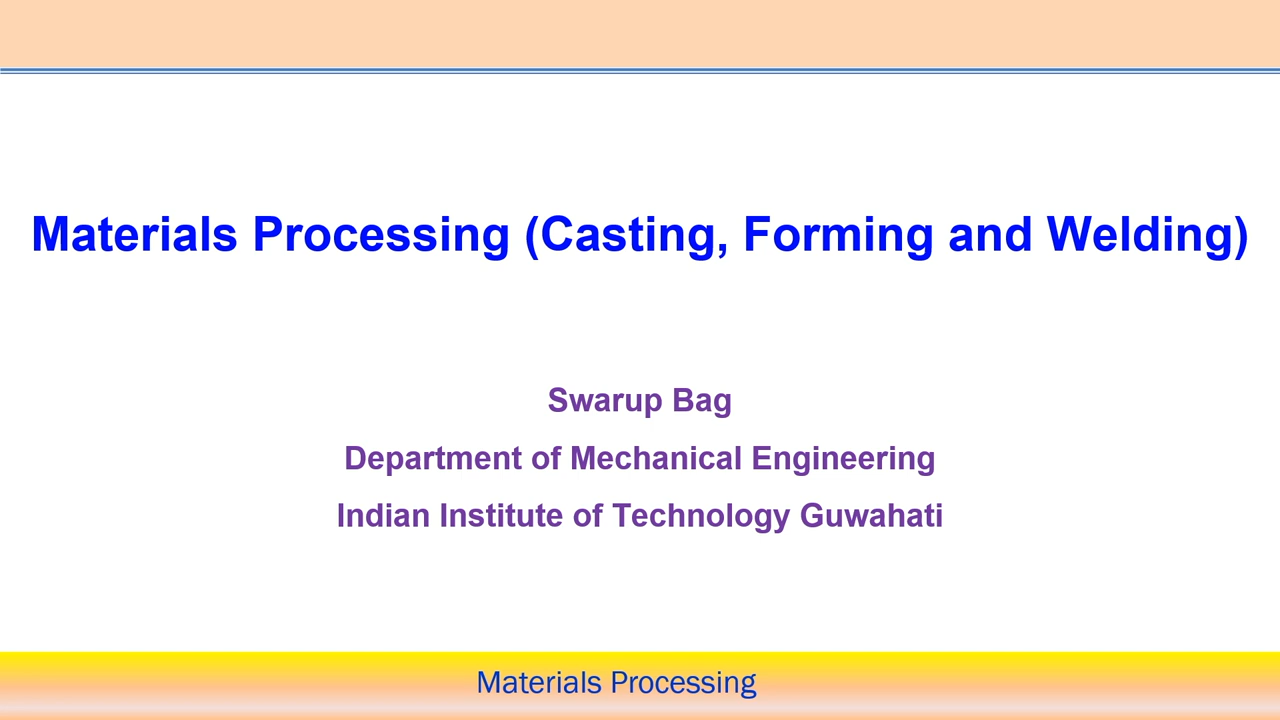 Materials Processing (Casting, Forming and Welding)
Swarup Bag
Department of Mechanical Engineering
Indian Institute of Technology Guwahati
Materials Processing